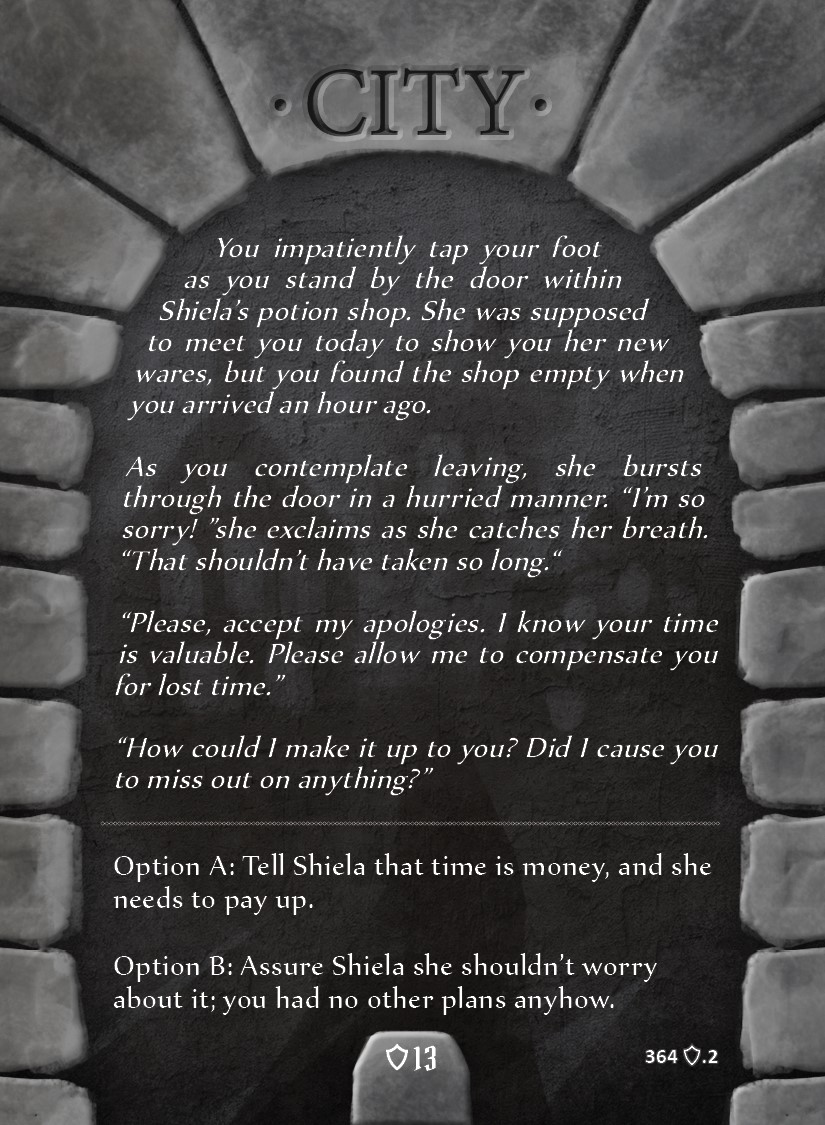 · CITY ·
You impatiently tap your foot
as you stand by the door within
Shiela's potion shop. She was supposed
to meet you today to show you her new
wares, but you found the shop empty when
you arrived an hour ago.
As you contemplate leaving, she bursts
through the door in a hurried manner. “I'm so
sorry! ”she exclaims as she catches her breath.
“That shouldn't have taken so long.“
“Please, accept my apologies. I know your time
is valuable. Please allow me to compensate you
for lost time.”
“How could I make it up to you? Did I cause you
to miss out on anything?”
Option A: Tell Shiela that time is money, and she
needs to pay up.
Option B: Assure Shiela she shouldn't worry
about it; you had no other plans anyhow.
13
364 .2